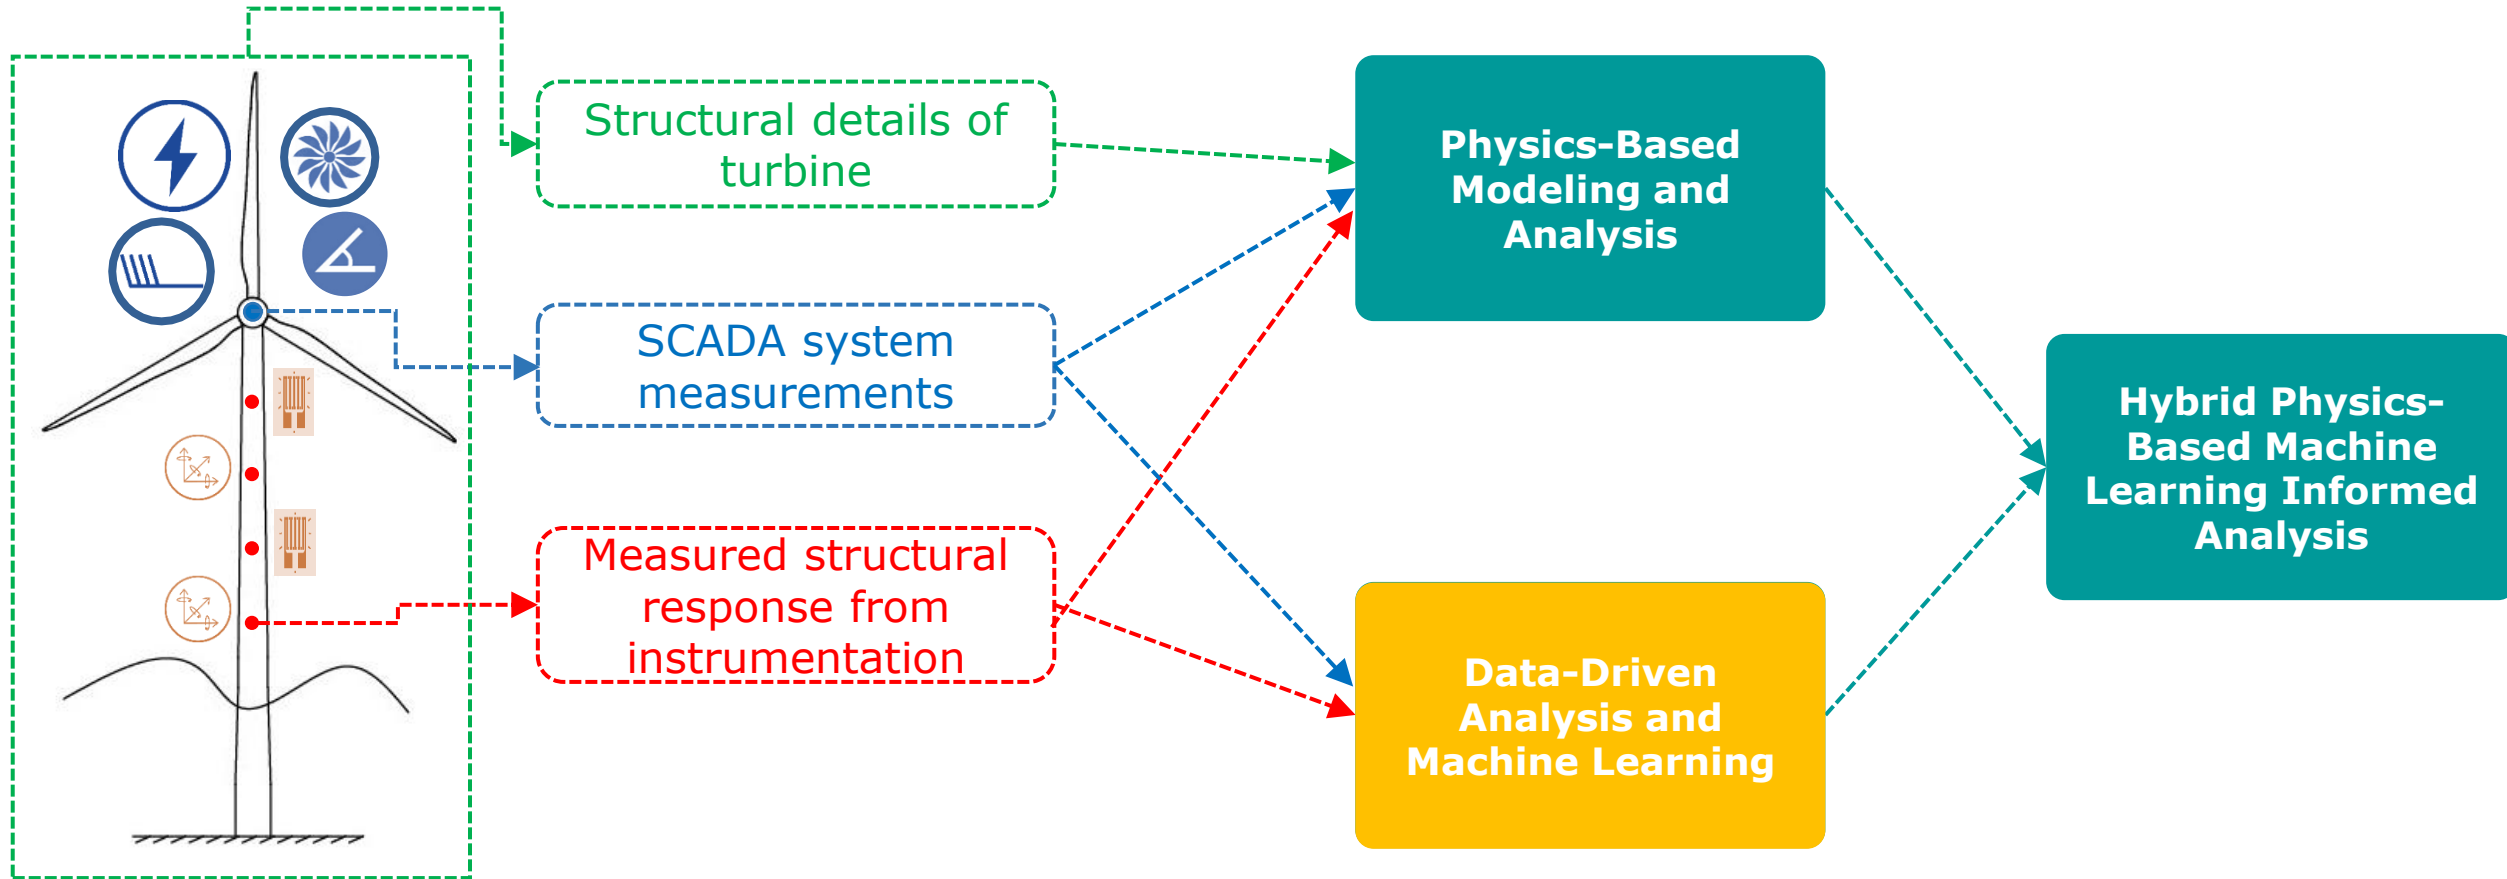 Structural details of
turbine
SCADA system
measurements
Measured structural
response from
instrumentation
Physics-Based
Modeling and
Analysis
Data-Driven
Analysis and
Machine Learning
Hybrid Physics-
Based Machine
Learning Informed
Analysis